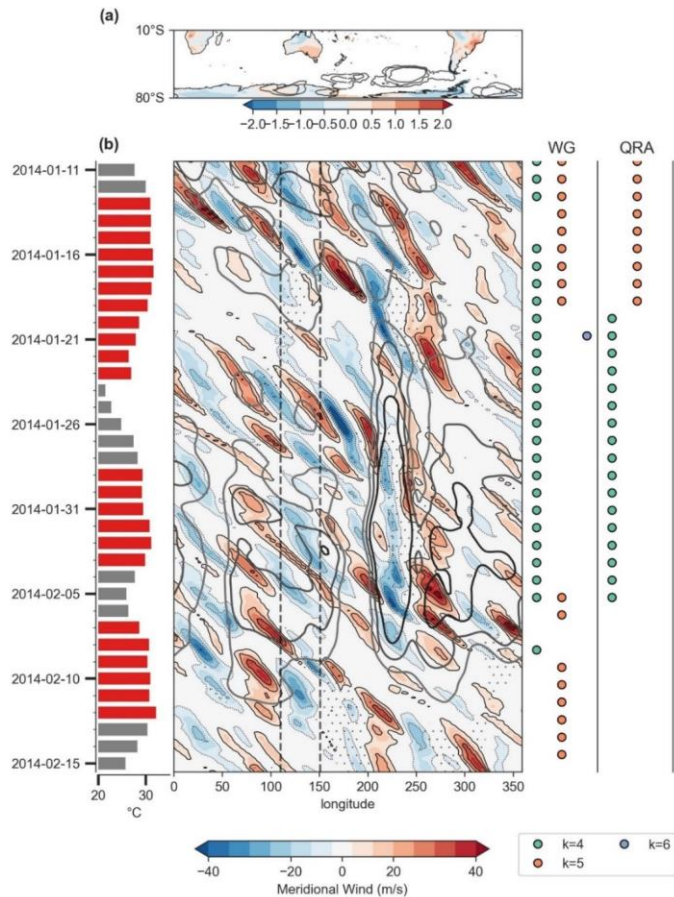 (a)
10°S
80°S
−2.0−1.5−1.0−0.5 0.0 0.5 1.0 1.5 2.0
(b)
WG QRA
2014-01-11
2014-01-16
2014-01-21
2014-01-26
2014-01-31
2014-02-05
2014-02-10
2014-02-15
20 30
°C
0 50 100 150 200 250 300 350
longitude
−40 −20 0 20 40
Meridional Wind (m/s)
k=4 k=6
k=5